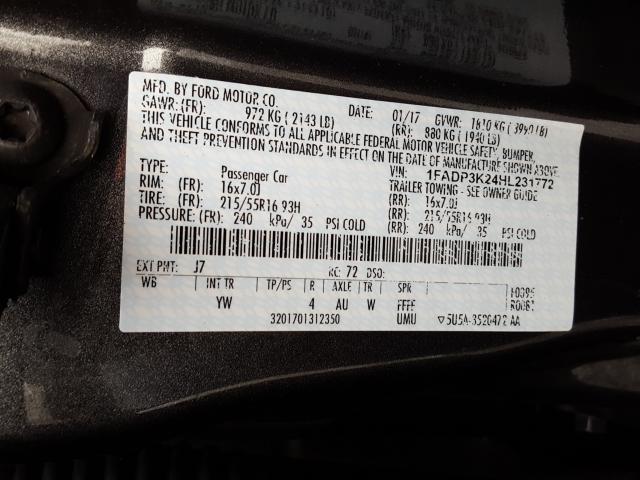 MFD. BY FORD MOTOR CO.
DATE: 01/17 GVWR: 1810 KG
GAWR: (FR): 972 KG (2143 LB) (RR): 880 KG (1940 LB)
THIS VEHICLE CONFORMS TO ALL APPLICABLE FEDERAL MOTOR VEHICLE SAFETY, BUMPER,
AND THEFT PREVENTION STANDARDS IN EFFECT ON THE DATE OF MANUFACTURE SHOWN ABOVE.
VIN: 1FADP3K24HL231772
TYPE: Passenger Car TRAILER TOWING - SEE OWNER GUIDE
RIM: (FR) 16x7.0J (RR) 16x7.0J
TIRE: (FR) 215/55R16 93H (RR) 215/55R16 93H
PRESSURE: (FR) 240 kPa/ 35 PSI COLD (RR) 240 kPa/ 35 PSI COLD
EXT PNT: J7 RC: 72 DSO:
WB INT TR TP/PS R AXLE TR SPR
YW 4 AU W FFFF
3201701312350 UMU